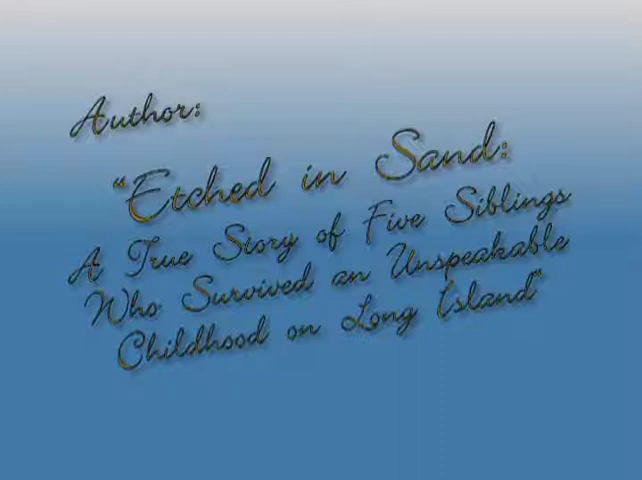 Author:
"Etched in Sand:
A True Story of Five Siblings
Who Survived an Unspeakable
Childhood on Long Island"